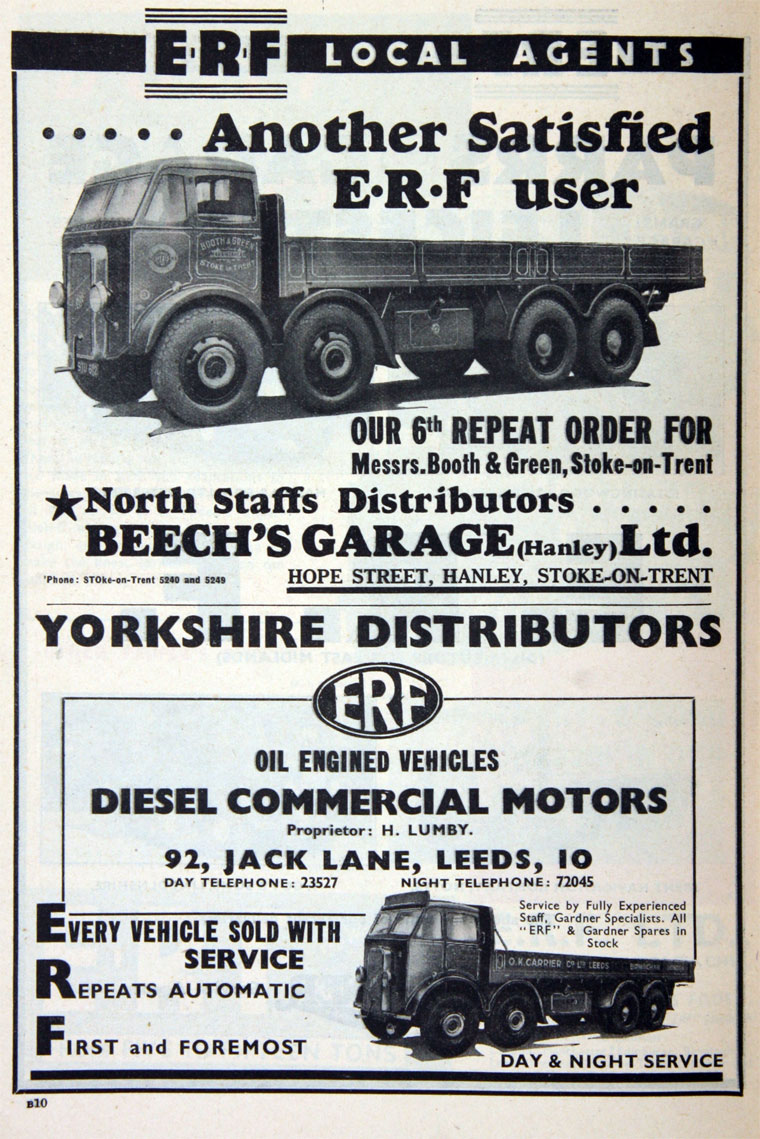 E·R·F LOCAL AGENTS
..... Another Satisfied
E·R·F user
BOOTH & GREEN
STOKE on TRENT
OUR 6th REPEAT ORDER FOR
Messrs. Booth & Green, Stoke-on-Trent
★North Staffs Distributors .....
BEECH'S GARAGE (Hanley) Ltd.
'Phone: STOke-on-Trent 5240 and 5249
HOPE STREET, HANLEY, STOKE-ON-TRENT
YORKSHIRE DISTRIBUTORS
ERF
OIL ENGINED VEHICLES
DIESEL COMMERCIAL MOTORS
Proprietor: H. LUMBY.
92, JACK LANE, LEEDS, 10
DAY TELEPHONE: 23527 NIGHT TELEPHONE: 72045
EVERY VEHICLE SOLD WITH
SERVICE
REPEATS AUTOMATIC
FIRST and FOREMOST
Service by Fully Experienced
Staff, Gardner Specialists. All
"ERF" & Gardner Spares in
Stock
O.K. CARRIER Co LTD LEEDS
DAY & NIGHT SERVICE
B10